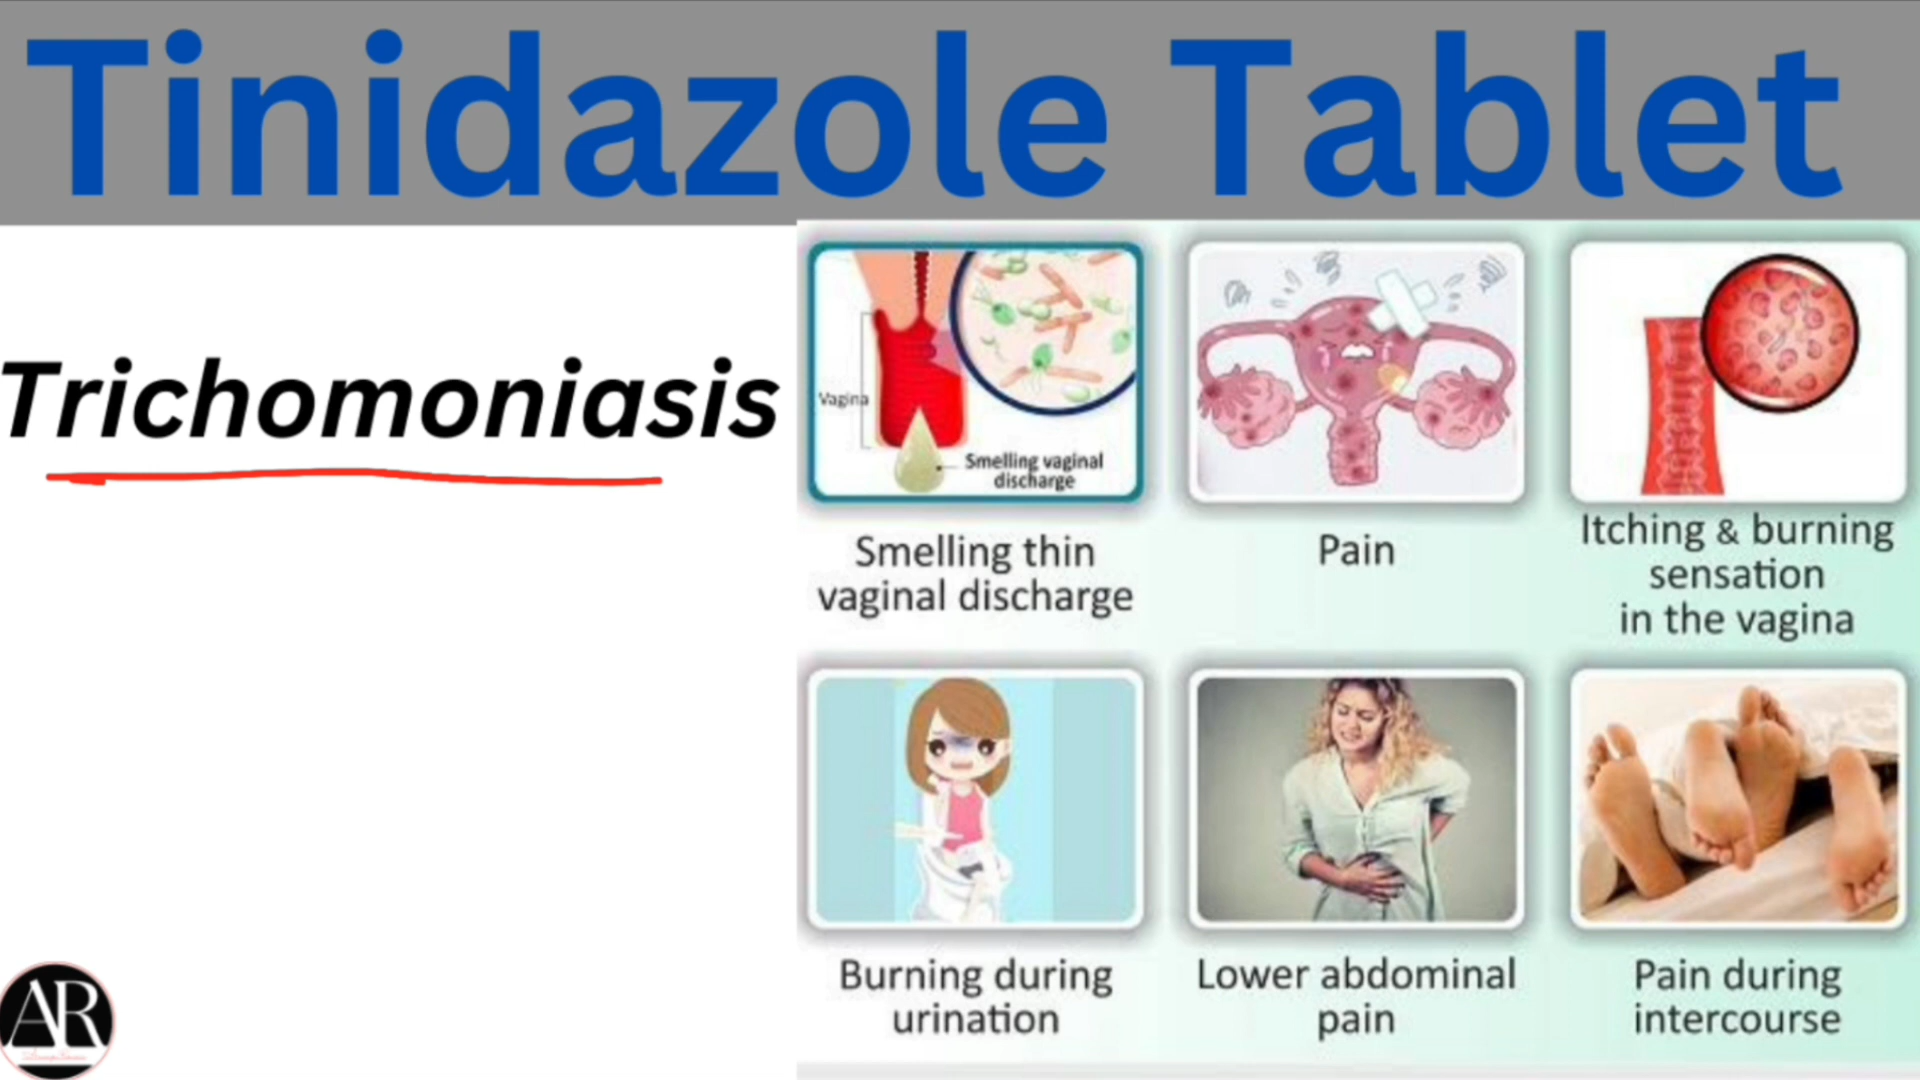 Tinidazole Tablet
Trichomoniasis
Vagina
Smelling vaginal
discharge
Smelling thin
vaginal discharge
Pain
Itching & burning
sensation
in the vagina
Burning during
urination
Lower abdominal
pain
Pain during
intercourse
AR